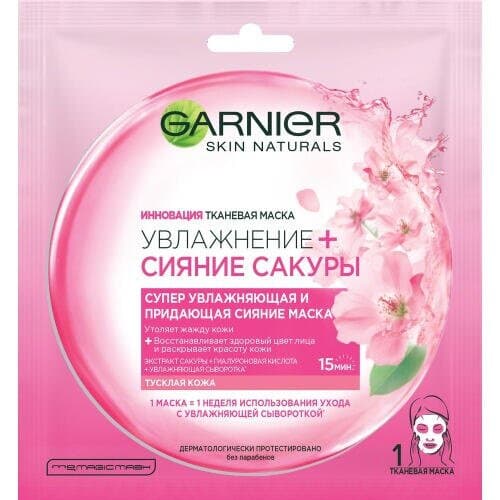 GARNIER
SKIN NATURALS
ИННОВАЦИЯ ТКАНЕВАЯ МАСКА
УВЛАЖНЕНИЕ +
СИЯНИЕ САКУРЫ
СУПЕР УВЛАЖНЯЮЩАЯ И
ПРИДАЮЩАЯ СИЯНИЕ МАСКА
Утоляет жажду кожи
+ Восстанавливает здоровый цвет лица
и раскрывает красоту кожи
ЭКСТРАКТ САКУРЫ + ГИАЛУРОНОВАЯ КИСЛОТА
+ УВЛАЖНЯЮЩАЯ СЫВОРОТКА
15 МИН.
ТУСКЛАЯ КОЖА
1 МАСКА = 1 НЕДЕЛЯ ИСПОЛЬЗОВАНИЯ УХОДА
С УВЛАЖНЯЮЩЕЙ СЫВОРОТКОЙ
ДЕРМАТОЛОГИЧЕСКИ ПРОТЕСТИРОВАНО
без парабенов
1
ТКАНЕВАЯ МАСКА